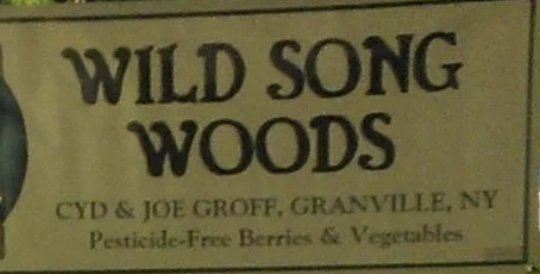 WILD SONG
WOODS
CYD & JOE GROFF, GRANVILLE, NY
Pesticide-Free Berries & Vegetables